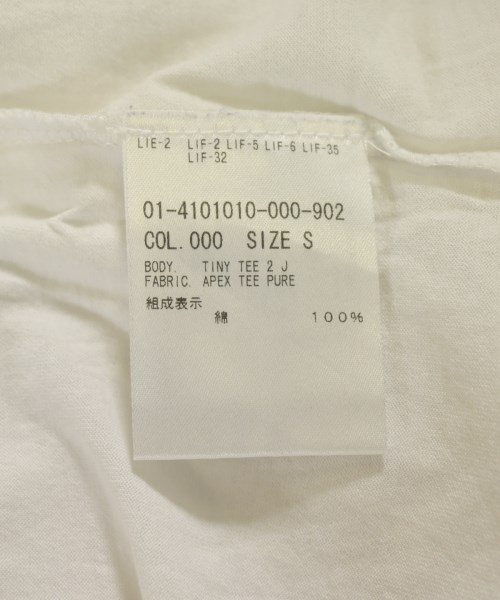 LIE-2 LIF-2 LIF-5 LIF-6 LIF-35
LIF-32
01-4101010-000-902
COL.000 SIZE S
BODY. TINY TEE 2 J
FABRIC. APEX TEE PURE
組成表示
綿 100%